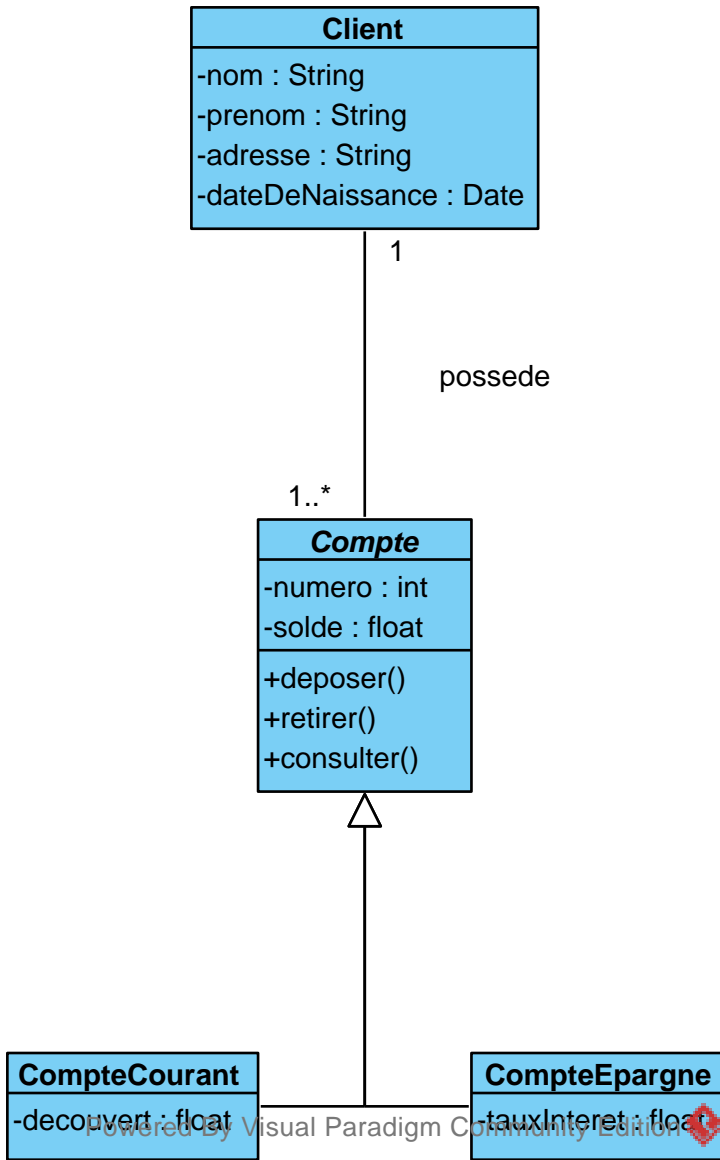 Client
-nom : String
-prenom : String
-adresse : String
-dateDeNaissance : Date
1
possede
1..*
Compte
-numero : int
-solde : float
+deposer()
+retirer()
+consulter()
CompteCourant
-decouvert : float
CompteEpargne
-tauxInteret : float
Powered By Visual Paradigm Community Edition